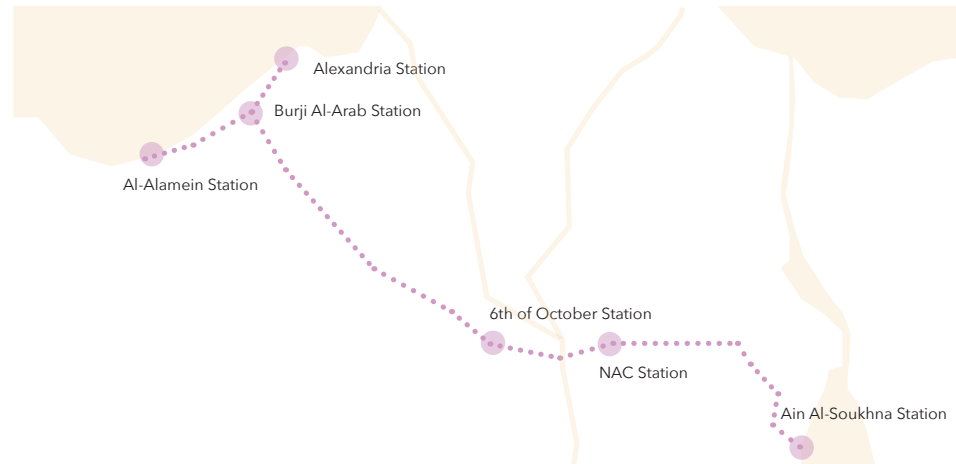 Alexandria Station
Burji Al-Arab Station
Al-Alamein Station
6th of October Station
NAC Station
Ain Al-Soukhna Station